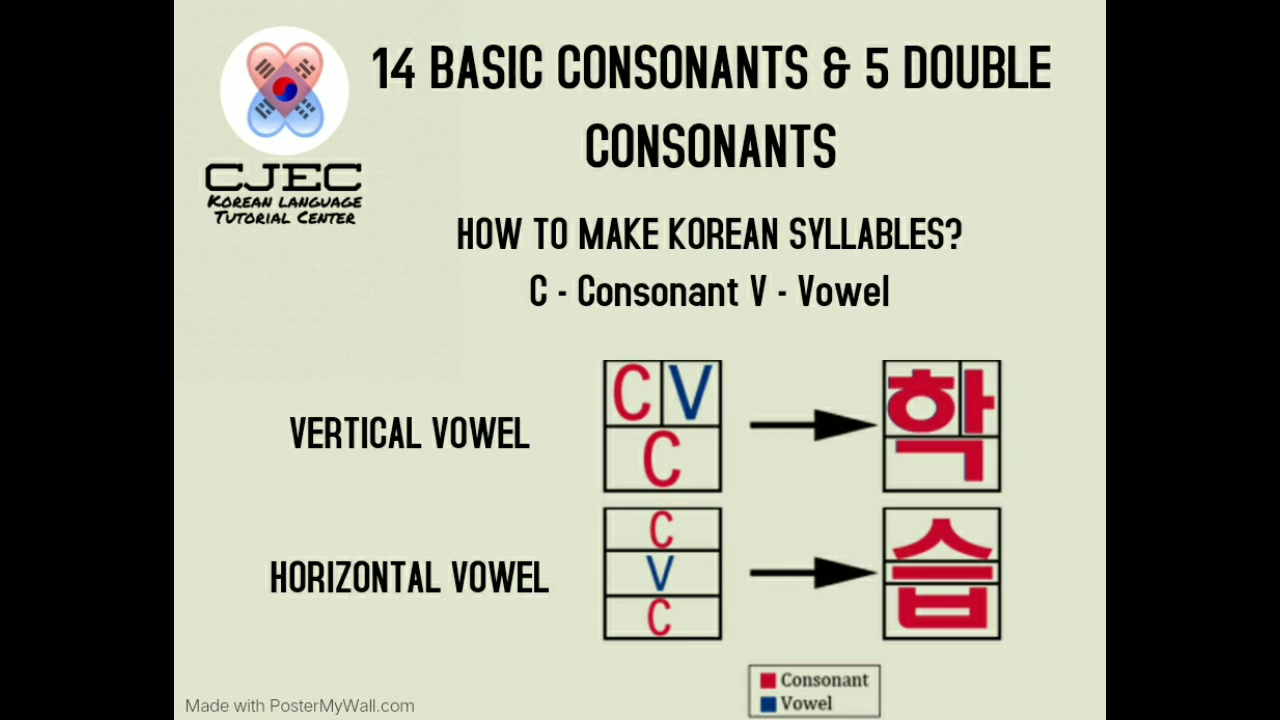 14 BASIC CONSONANTS & 5 DOUBLE
CONSONANTS
CJEC
KOREAN LANGUAGE
TUTORIAL CENTER
HOW TO MAKE KOREAN SYLLABLES?
C - Consonant V - Vowel
VERTICAL VOWEL
C V
C
학
HORIZONTAL VOWEL
C
V
C
습
Consonant
Vowel
Made with PosterMyWall.com